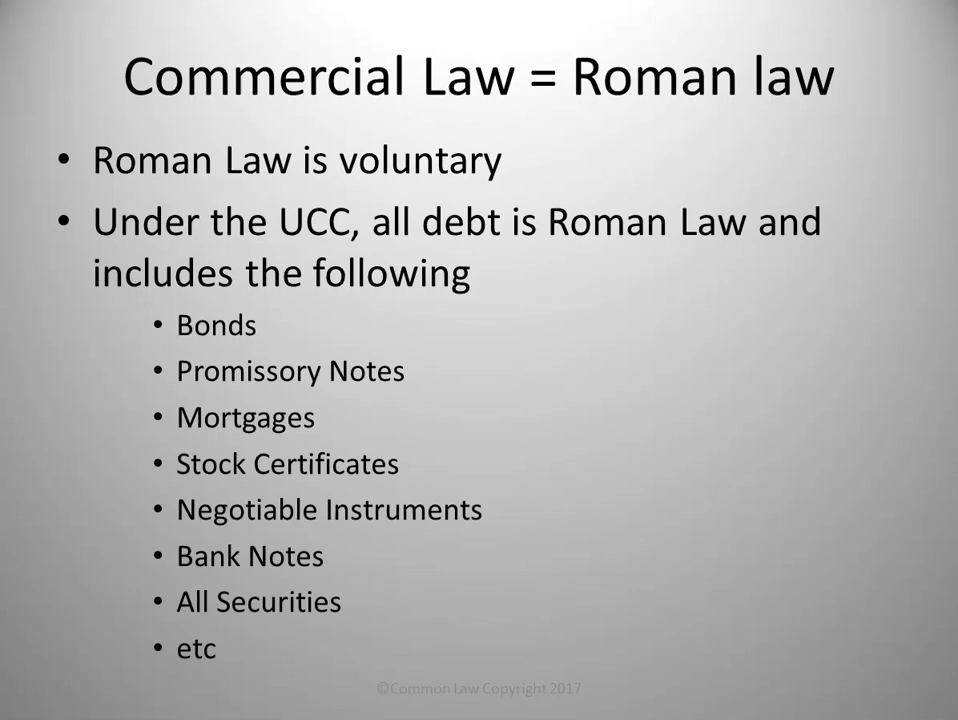 Commercial Law = Roman law
• Roman Law is voluntary
• Under the UCC, all debt is Roman Law and
includes the following
• Bonds
• Promissory Notes
• Mortgages
• Stock Certificates
• Negotiable Instruments
• Bank Notes
• All Securities
• etc
©Common Law Copyright 2017